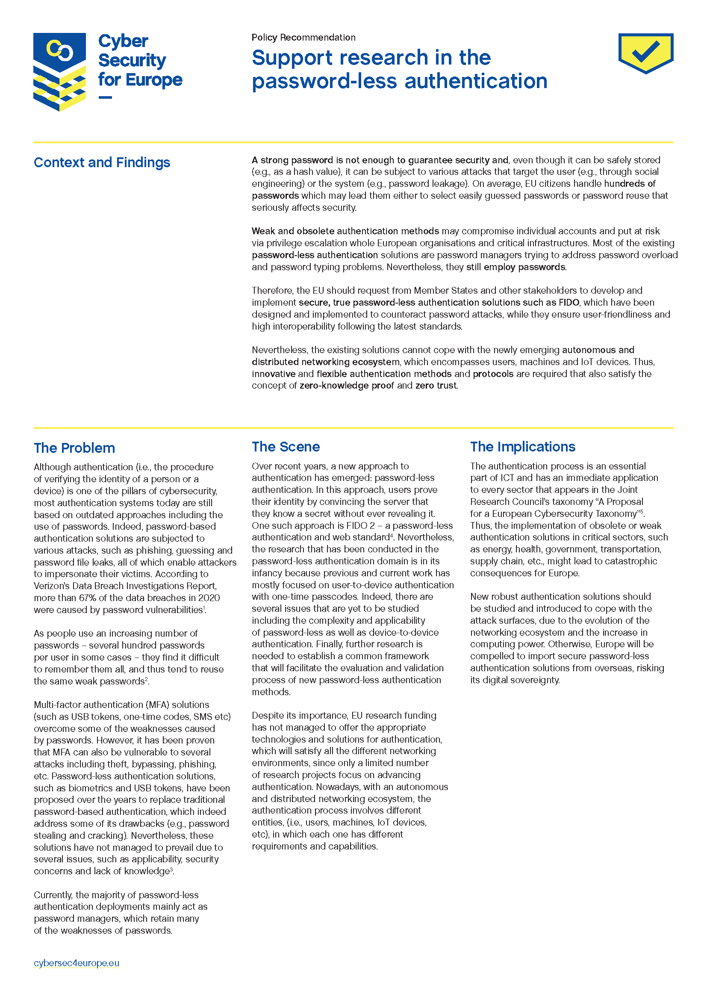 Cyber
Security
for Europe
Policy Recommendation
Support research in the
password-less authentication
Context and Findings
A strong password is not enough to guarantee security and, even though it can be safely stored
(e.g., as a hash value), it can be subject to various attacks that target the user (e.g., through social
engineering) or the system (e.g., password leakage). On average, EU citizens handle hundreds of
passwords which may lead them either to select easily guessed passwords or password reuse that
seriously affects security.
Weak and obsolete authentication methods may compromise individual accounts and put at risk
via privilege escalation whole European organisations and critical infrastructures. Most of the existing
password-less authentication solutions are password managers trying to address password overload
and password typing problems. Nevertheless, they still employ passwords.
Therefore, the EU should request from Member States and other stakeholders to develop and
implement secure, true password-less authentication solutions such as FIDO, which have been
designed and implemented to counteract password attacks, while they ensure user-friendliness and
high interoperability following the latest standards.
Nevertheless, the existing solutions cannot cope with the newly emerging autonomous and
distributed networking ecosystem, which encompasses users, machines and IoT devices. Thus,
innovative and flexible authentication methods and protocols are required that also satisfy the
concept of zero-knowledge proof and zero trust.
The Problem
Although authentication (i.e., the procedure
of verifying the identity of a person or a
device) is one of the pillars of cybersecurity,
most authentication systems today are still
based on outdated approaches including the
use of passwords. Indeed, password-based
authentication solutions are subjected to
various attacks, such as phishing, guessing and
password file leaks, all of which enable attackers
to impersonate their victims. According to
Verizon's Data Breach Investigations Report,
more than 67% of the data breaches in 2020
were caused by password vulnerabilities¹.
As people use an increasing number of
passwords – several hundred passwords
per user in some cases – they find it difficult
to remember them all, and thus tend to reuse
the same weak passwords².
Multi-factor authentication (MFA) solutions
(such as USB tokens, one-time codes, SMS etc)
overcome some of the weaknesses caused
by passwords. However, it has been proven
that MFA can also be vulnerable to several
attacks including theft, bypassing, phishing,
etc. Password-less authentication solutions,
such as biometrics and USB tokens, have been
proposed over the years to replace traditional
password-based authentication, which indeed
address some of its drawbacks (e.g., password
stealing and cracking). Nevertheless, these
solutions have not managed to prevail due to
several issues, such as applicability, security
concerns and lack of knowledge³.
Currently, the majority of password-less
authentication deployments mainly act as
password managers, which retain many
of the weaknesses of passwords.
The Scene
Over recent years, a new approach to
authentication has emerged: password-less
authentication. In this approach, users prove
their identity by convincing the server that
they know a secret without ever revealing it.
One such approach is FIDO 2 – a password-less
authentication and web standard⁴. Nevertheless,
the research that has been conducted in the
password-less authentication domain is in its
infancy because previous and current work has
mostly focused on user-to-device authentication
with one-time passcodes. Indeed, there are
several issues that are yet to be studied
including the complexity and applicability
of password-less as well as device-to-device
authentication. Finally, further research is
needed to establish a common framework
that will facilitate the evaluation and validation
process of new password-less authentication
methods.
Despite its importance, EU research funding
has not managed to offer the appropriate
technologies and solutions for authentication,
which will satisfy all the different networking
environments, since only a limited number
of research projects focus on advancing
authentication. Nowadays, with an autonomous
and distributed networking ecosystem, the
authentication process involves different
entities, (i.e., users, machines, IoT devices,
etc), in which each one has different
requirements and capabilities.
The Implications
The authentication process is an essential
part of ICT and has an immediate application
to every sector that appears in the Joint
Research Council's taxonomy “A Proposal
for a European Cybersecurity Taxonomy”⁵.
Thus, the implementation of obsolete or weak
authentication solutions in critical sectors, such
as energy, health, government, transportation,
supply chain, etc., might lead to catastrophic
consequences for Europe.
New robust authentication solutions should
be studied and introduced to cope with the
attack surfaces, due to the evolution of the
networking ecosystem and the increase in
computing power. Otherwise, Europe will be
compelled to import secure password-less
authentication solutions from overseas, risking
its digital sovereignty.
cybersec4europe.eu